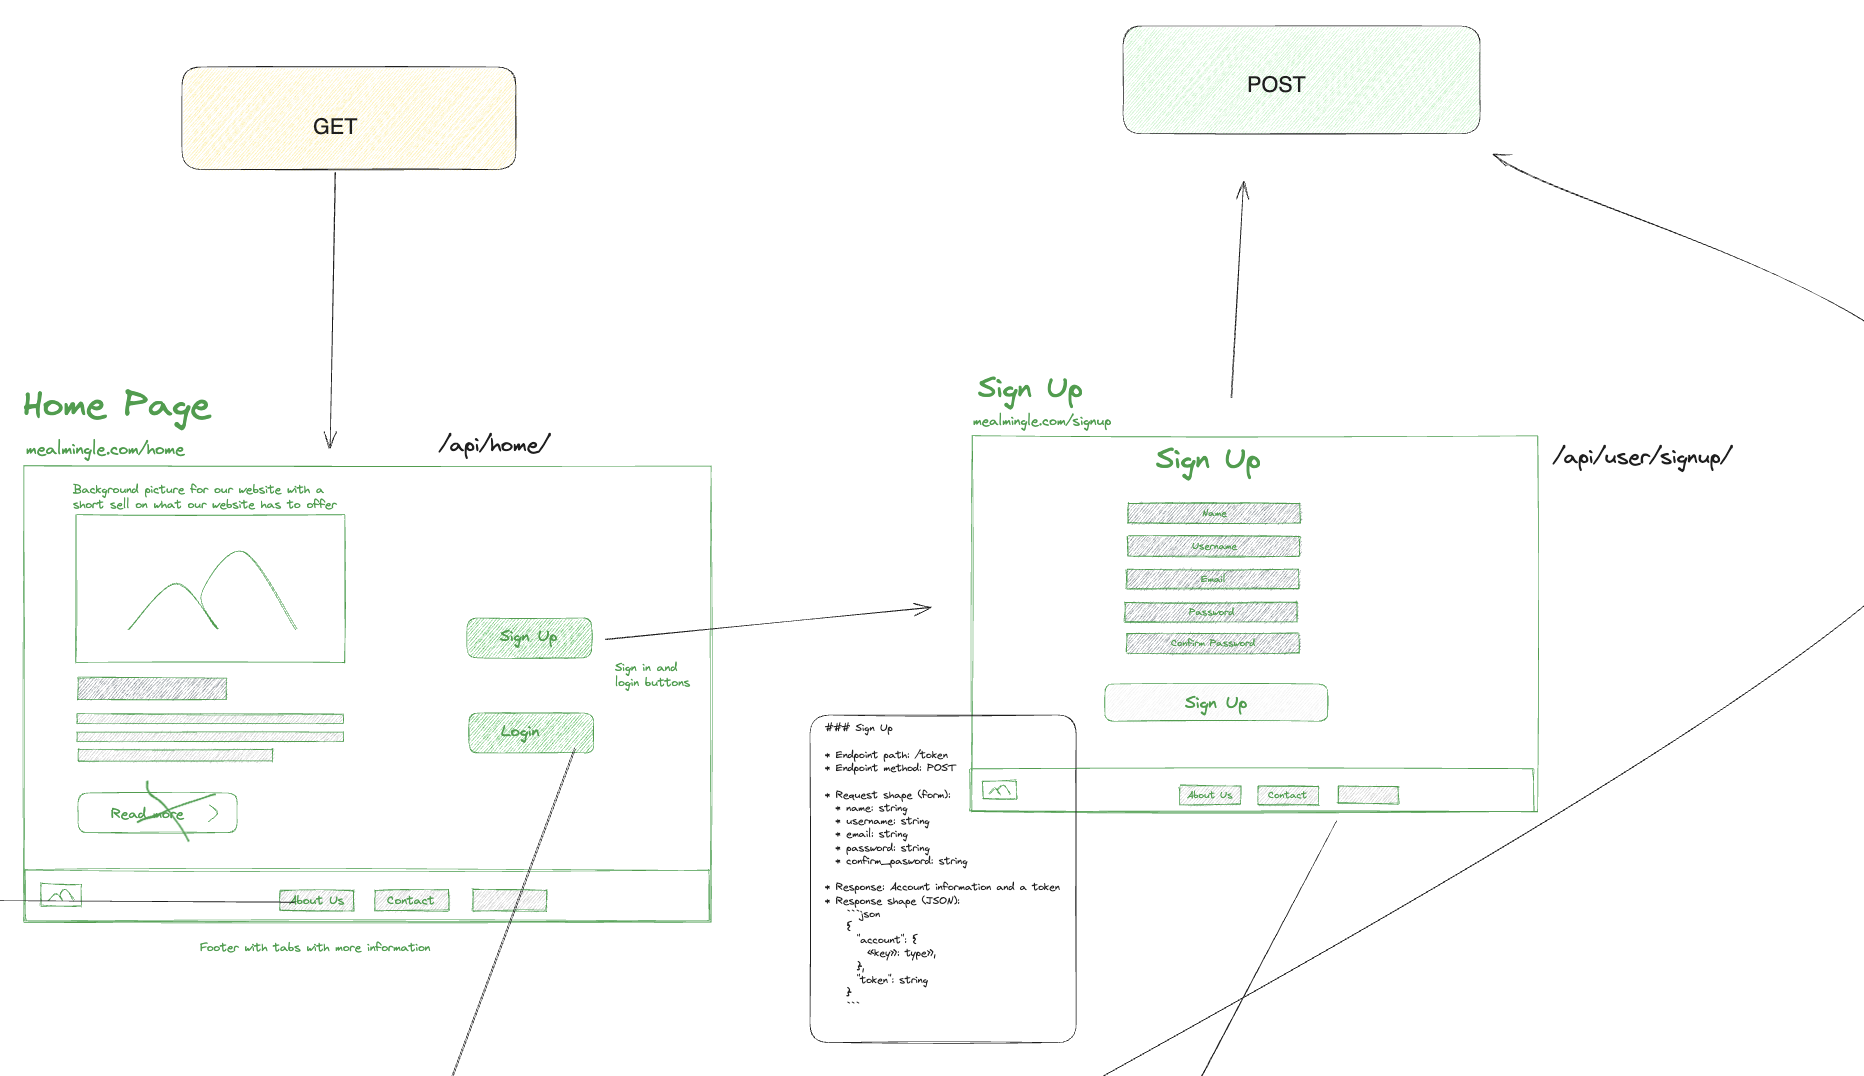 GET
POST
Home Page
mealmingle.com/home
/api/home/
Background picture for our website with a
short sell on what our website has to offer
Sign Up
Sign in and
login buttons
Login
Read more
About Us
Contact
Footer with tabs with more information
Sign Up
mealmingle.com/signup
/api/user/signup/
Sign Up
Name
Username
Email
Password
Confirm Password
Sign Up
About Us
Contact
### Sign Up
* Endpoint path: /token
* Endpoint method: POST
* Request shape (form):
* name: string
* username: string
* email: string
* password: string
* confirm_pasword: string
* Response: Account information and a token
* Response shape (JSON):
```json
{
"account": {
«key»: type»,
},
"token": string
}
```